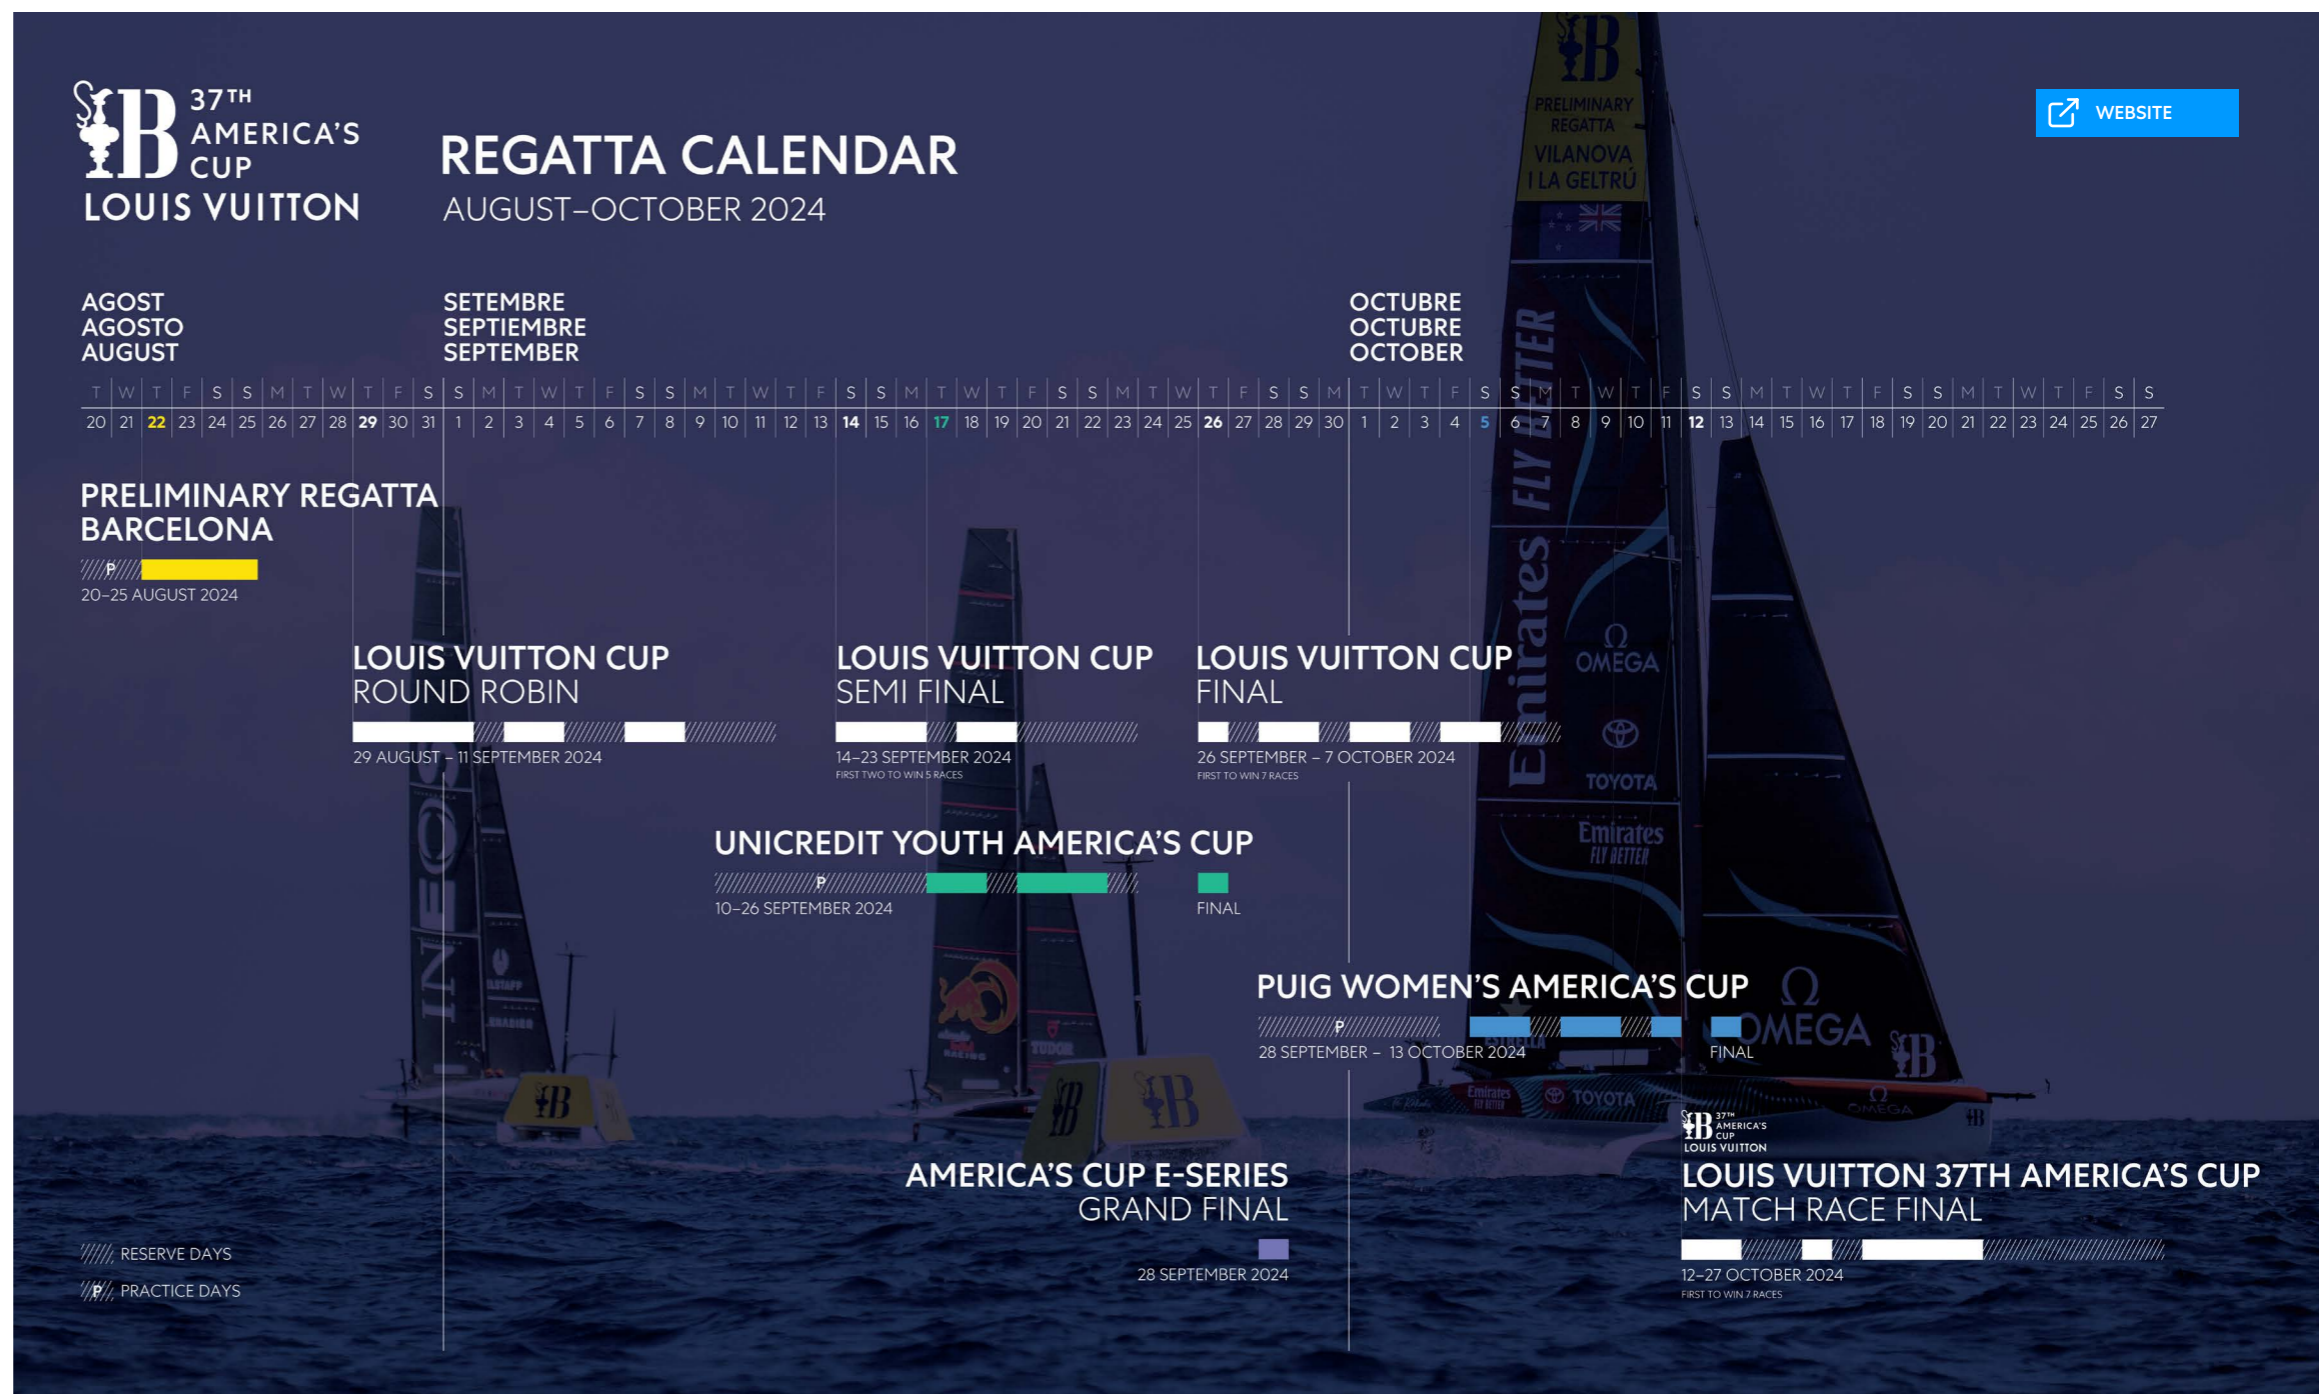 37TH
AMERICA'S
CUP
LOUIS VUITTON
REGATTA CALENDAR
AUGUST–OCTOBER 2024
WEBSITE
PRELIMINARY
REGATTA
VILANOVA
I LA GELTRÚ
AGOST
AGOSTO
AUGUST
SETEMBRE
SEPTIEMBRE
SEPTEMBER
OCTUBRE
OCTUBRE
OCTOBER
T W T F S S M T W T F S S M T W T F S S M T W T F S S M T W T F S S M T W T F S S M T W T F S S M T W T F S S M T W T F S S M T W T F S S
20 21 22 23 24 25 26 27 28 29 30 31 1 2 3 4 5 6 7 8 9 10 11 12 13 14 15 16 17 18 19 20 21 22 23 24 25 26 27 28 29 30 1 2 3 4 5 6 7 8 9 10 11 12 13 14 15 16 17 18 19 20 21 22 23 24 25 26 27
FLY BETTER
Emirates
OMEGA
TOYOTA
Emirates
FLY BETTER
PRELIMINARY REGATTA
BARCELONA
P
20–25 AUGUST 2024
LOUIS VUITTON CUP
ROUND ROBIN
29 AUGUST – 11 SEPTEMBER 2024
LOUIS VUITTON CUP
SEMI FINAL
14–23 SEPTEMBER 2024
FIRST TWO TO WIN 5 RACES
LOUIS VUITTON CUP
FINAL
26 SEPTEMBER – 7 OCTOBER 2024
FIRST TO WIN 7 RACES
UNICREDIT YOUTH AMERICA'S CUP
P
10–26 SEPTEMBER 2024
FINAL
INEOS
PUIG WOMEN'S AMERICA'S CUP
P
28 SEPTEMBER – 13 OCTOBER 2024
FINAL
OMEGA
TUDOR
Emirates
FLY BETTER
TOYOTA
OMEGA
37TH
AMERICA'S
CUP
LOUIS VUITTON
AMERICA'S CUP E-SERIES
GRAND FINAL
28 SEPTEMBER 2024
LOUIS VUITTON 37TH AMERICA'S CUP
MATCH RACE FINAL
12–27 OCTOBER 2024
FIRST TO WIN 7 RACES
RESERVE DAYS
P PRACTICE DAYS